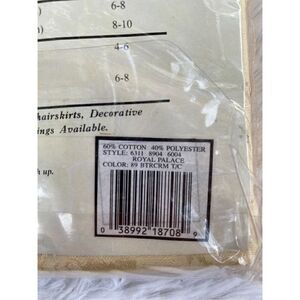 6-8
8-10
4-6
6-8
hairskirts, Decorative
ings Available.
h up.
60% COTTON 40% POLYESTER
STYLE: 6311 8904 6004
ROYAL PALACE
COLOR: 89 BTRCRM T/C
0 38992 18708 9